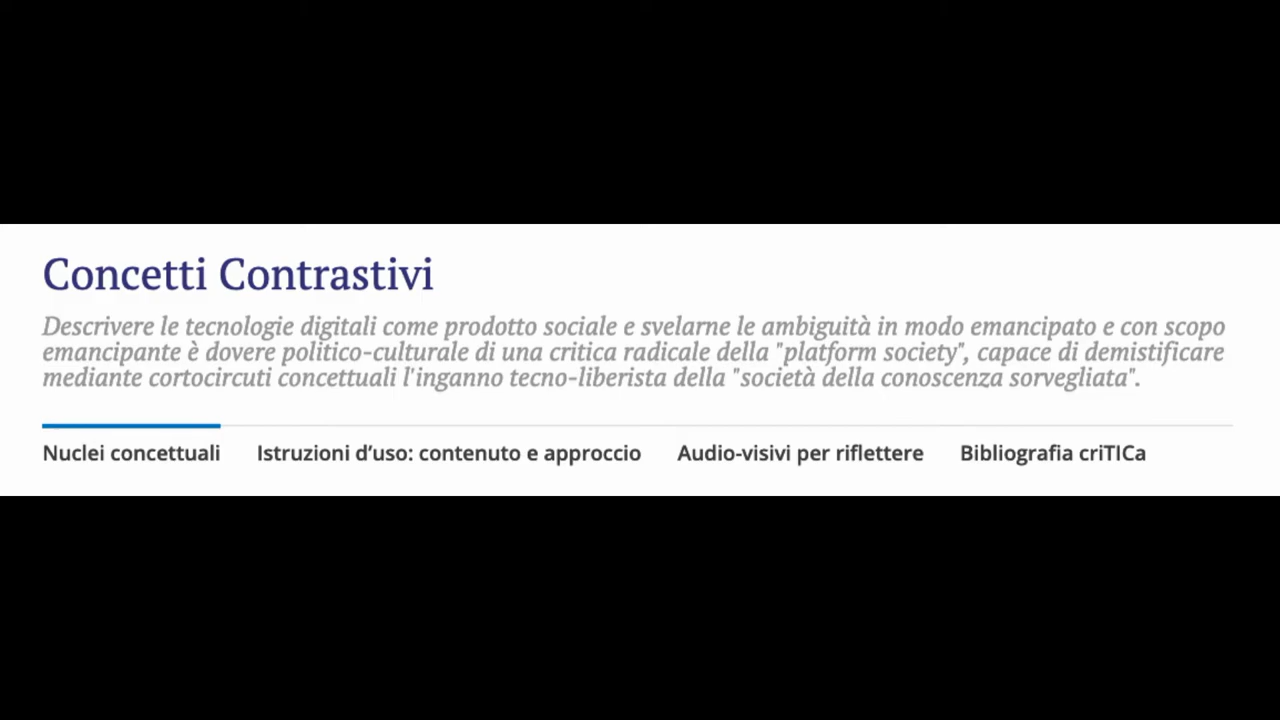 Concetti Contrastivi
Descrivere le tecnologie digitali come prodotto sociale e svelarne le ambiguità in modo emancipato e con scopo
emancipante è dovere politico-culturale di una critica radicale della "platform society", capace di demistificare
mediante cortocircuti concettuali l'inganno tecno-liberista della "società della conoscenza sorvegliata".
Nuclei concettuali Istruzioni d’uso: contenuto e approccio Audio-visivi per riflettere Bibliografia criTICa